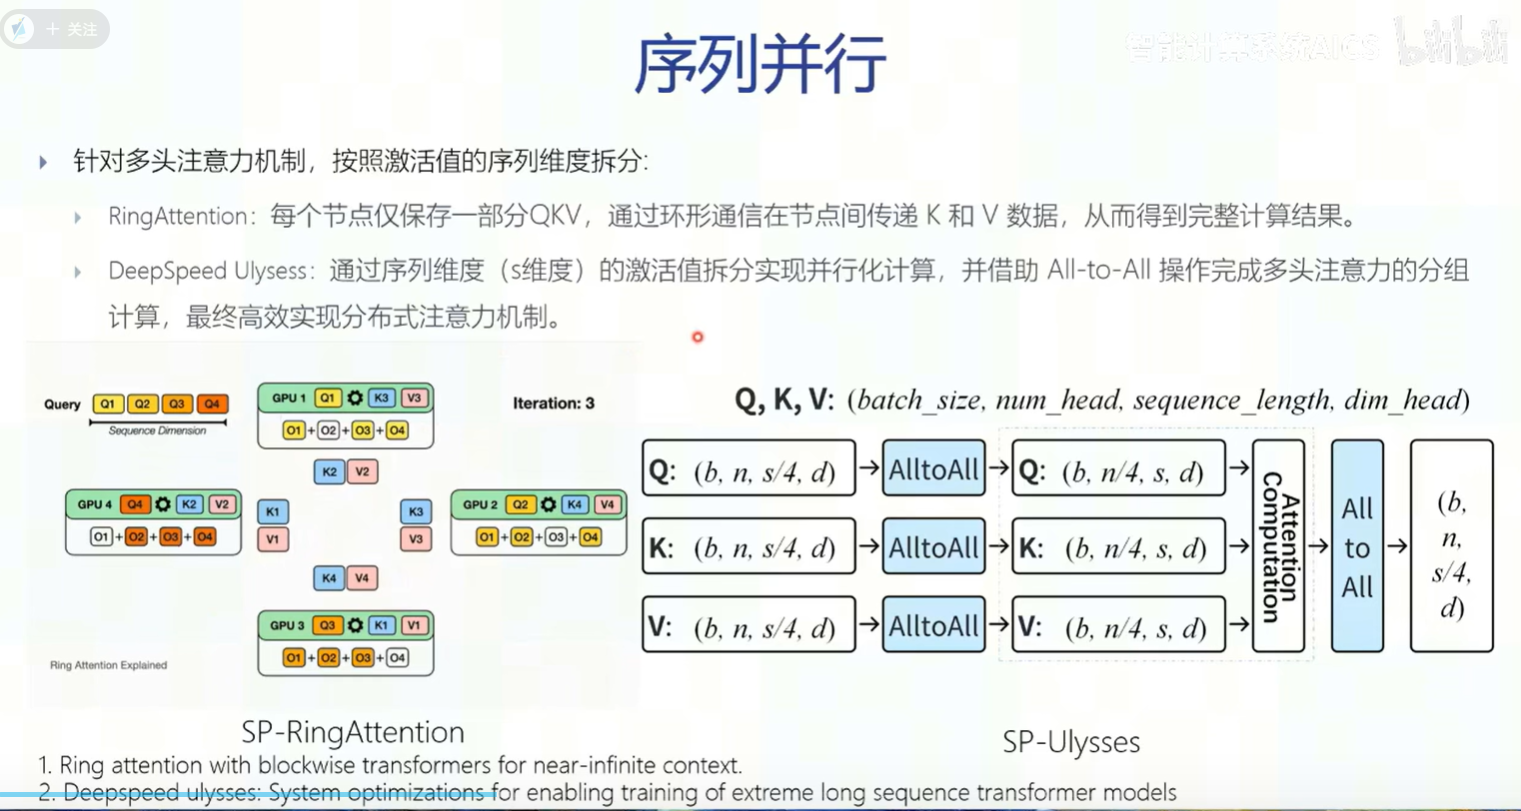 + 关注
智能计算系统AICS bilibili
序列并行
针对多头注意力机制，按照激活值的序列维度拆分:
RingAttention：每个节点仅保存一部分QKV，通过环形通信在节点间传递 K 和 V 数据，从而得到完整计算结果。
DeepSpeed Ulysess：通过序列维度（s维度）的激活值拆分实现并行化计算，并借助 All-to-All 操作完成多头注意力的分组
计算，最终高效实现分布式注意力机制。
Query Q1 Q2 Q3 Q4
Sequence Dimension
GPU 1 Q1 K3 V3
O1 + O2 + O3 + O4
Iteration: 3
K2 V2
GPU 4 Q4 K2 V2
O1 + O2 + O3 + O4
K1
V1
K3
V3
GPU 2 Q2 K4 V4
O1 + O2 + O3 + O4
K4 V4
GPU 3 Q3 K1 V1
O1 + O2 + O3 + O4
Ring Attention Explained
SP-RingAttention
Q, K, V: (batch_size, num_head, sequence_length, dim_head)
Q: (b, n, s/4, d) AlltoAll Q: (b, n/4, s, d)
K: (b, n, s/4, d) AlltoAll K: (b, n/4, s, d)
V: (b, n, s/4, d) AlltoAll V: (b, n/4, s, d)
Attention
Computation
All
to
All
(b,
n,
s/4,
d)
SP-Ulysses
1. Ring attention with blockwise transformers for near-infinite context.
2. Deepspeed ulysses: System optimizations for enabling training of extreme long sequence transformer models